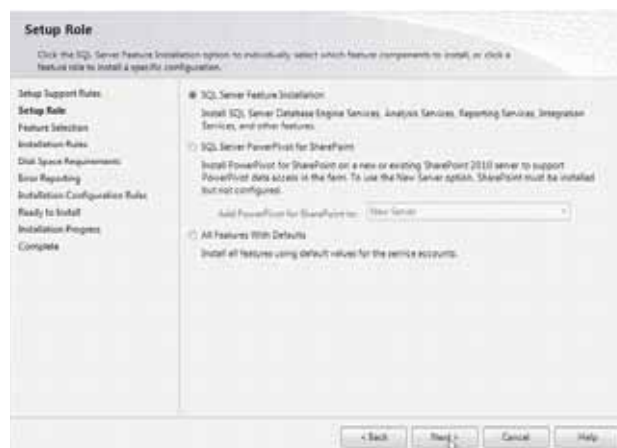 Setup Role
Click the SQL Server Feature Installation option to individually select which feature components to install, or click a
feature role to install a specific configuration.
Setup Support Rules
Setup Role
Feature Selection
Installation Rules
Disk Space Requirements
Error Reporting
Installation Configuration Rules
Ready to Install
Installation Progress
Complete
SQL Server Feature Installation
Install SQL Server Database Engine Services, Analysis Services, Reporting Services, Integration
Services, and other features.
SQL Server PowerPivot for SharePoint
Install PowerPivot for SharePoint on a new or existing SharePoint 2010 server to support
PowerPivot data access in the farm. To use the New Server option, SharePoint must be installed
but not configured.
Add PowerPivot for SharePoint to: New Server
All Features With Defaults
Install all features using default values for the service accounts.
< Back Next > Cancel Help